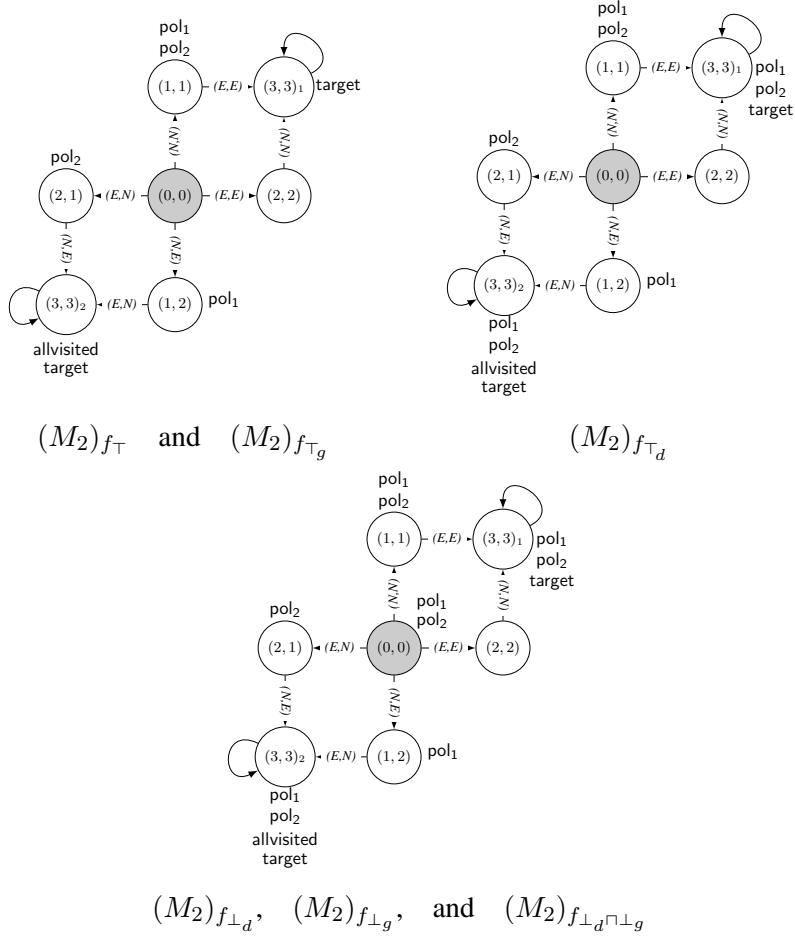 pol₁
pol₂
(1, 1)
(E,E)
(3, 3)₁
target
(N,N)
(N,N)
pol₂
(2, 1)
(E,N)
(0, 0)
(E,E)
(2, 2)
(N,E)
(N,E)
(3, 3)₂
(E,N)
(1, 2)
pol₁
allvisited
target
(M₂)f⊤ and (M₂)f⊤g
pol₁
pol₂
(1, 1)
(E,E)
(3, 3)₁
pol₁
pol₂
target
(N,N)
(N,N)
pol₂
(2, 1)
(E,N)
(0, 0)
(E,E)
(2, 2)
(N,E)
(N,E)
(3, 3)₂
(E,N)
(1, 2)
pol₁
pol₁
pol₂
allvisited
target
(M₂)f⊤d
pol₁
pol₂
(1, 1)
(E,E)
(3, 3)₁
pol₁
pol₂
target
(N,N)
(N,N)
pol₁
pol₂
pol₂
(2, 1)
(E,N)
(0, 0)
(E,E)
(2, 2)
(N,E)
(N,E)
(3, 3)₂
(E,N)
(1, 2)
pol₁
pol₁
pol₂
allvisited
target
(M₂)f⊥d, (M₂)f⊥g, and (M₂)f⊥d⊓⊥g